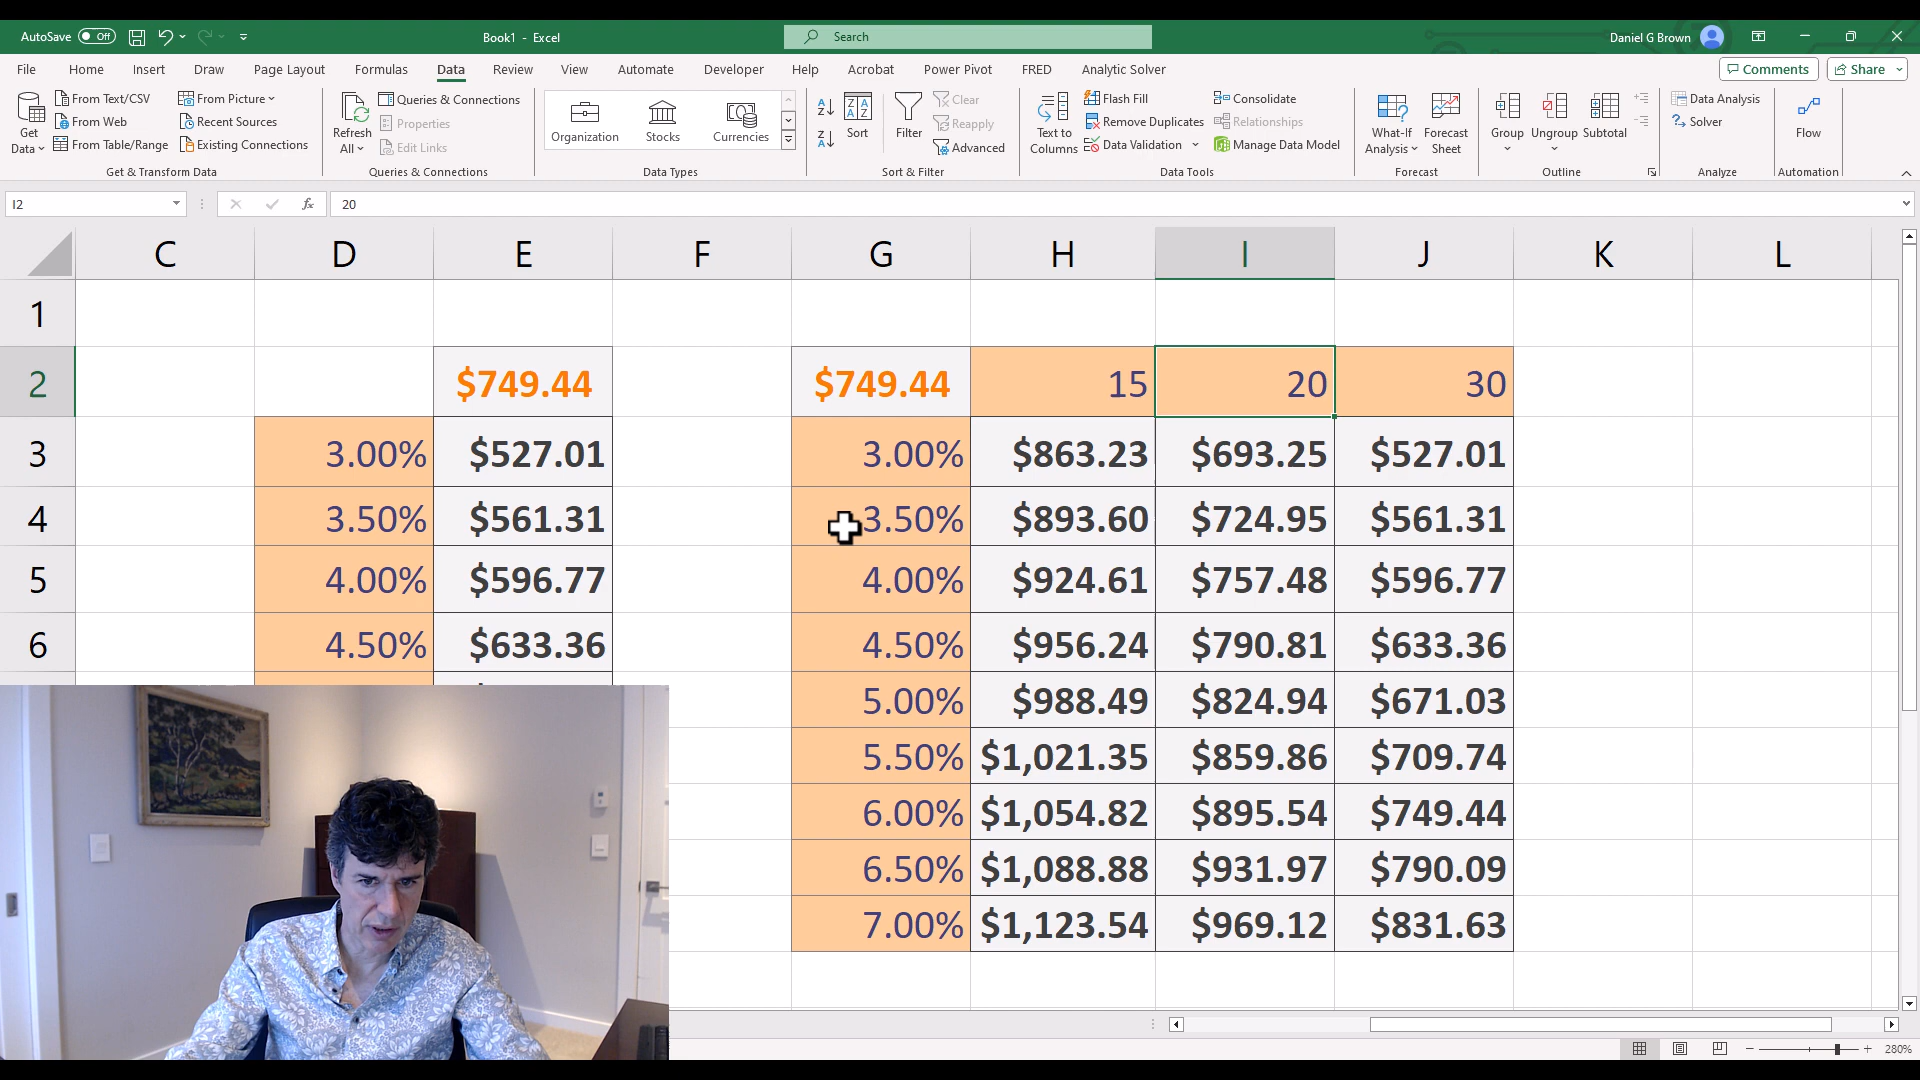 AutoSave Off Book1 - Excel Search Daniel G Brown
File Home Insert Draw Page Layout Formulas Data Review View Automate Developer Help Acrobat Power Pivot FRED Analytic Solver Comments Share
Get Data
From Text/CSV
From Web
From Table/Range
From Picture
Recent Sources
Existing Connections
Get & Transform Data
Refresh All
Queries & Connections
Properties
Edit Links
Queries & Connections
Organization Stocks Currencies
Data Types
Sort
Filter
Clear
Reapply
Advanced
Sort & Filter
Text to Columns
Flash Fill
Remove Duplicates
Data Validation
Consolidate
Relationships
Manage Data Model
Data Tools
What-If Analysis
Forecast Sheet
Forecast
Group
Ungroup
Subtotal
Outline
Data Analysis
Solver
Analyze
Flow
Automation
I2 fx 20
C D E F G H I J K L
1
2 $749.44 $749.44 15 20 30
3 3.00% $527.01 3.00% $863.23 $693.25 $527.01
4 3.50% $561.31 3.50% $893.60 $724.95 $561.31
5 4.00% $596.77 4.00% $924.61 $757.48 $596.77
6 4.50% $633.36 4.50% $956.24 $790.81 $633.36
5.00% $988.49 $824.94 $671.03
5.50% $1,021.35 $859.86 $709.74
6.00% $1,054.82 $895.54 $749.44
6.50% $1,088.88 $931.97 $790.09
7.00% $1,123.54 $969.12 $831.63
280%